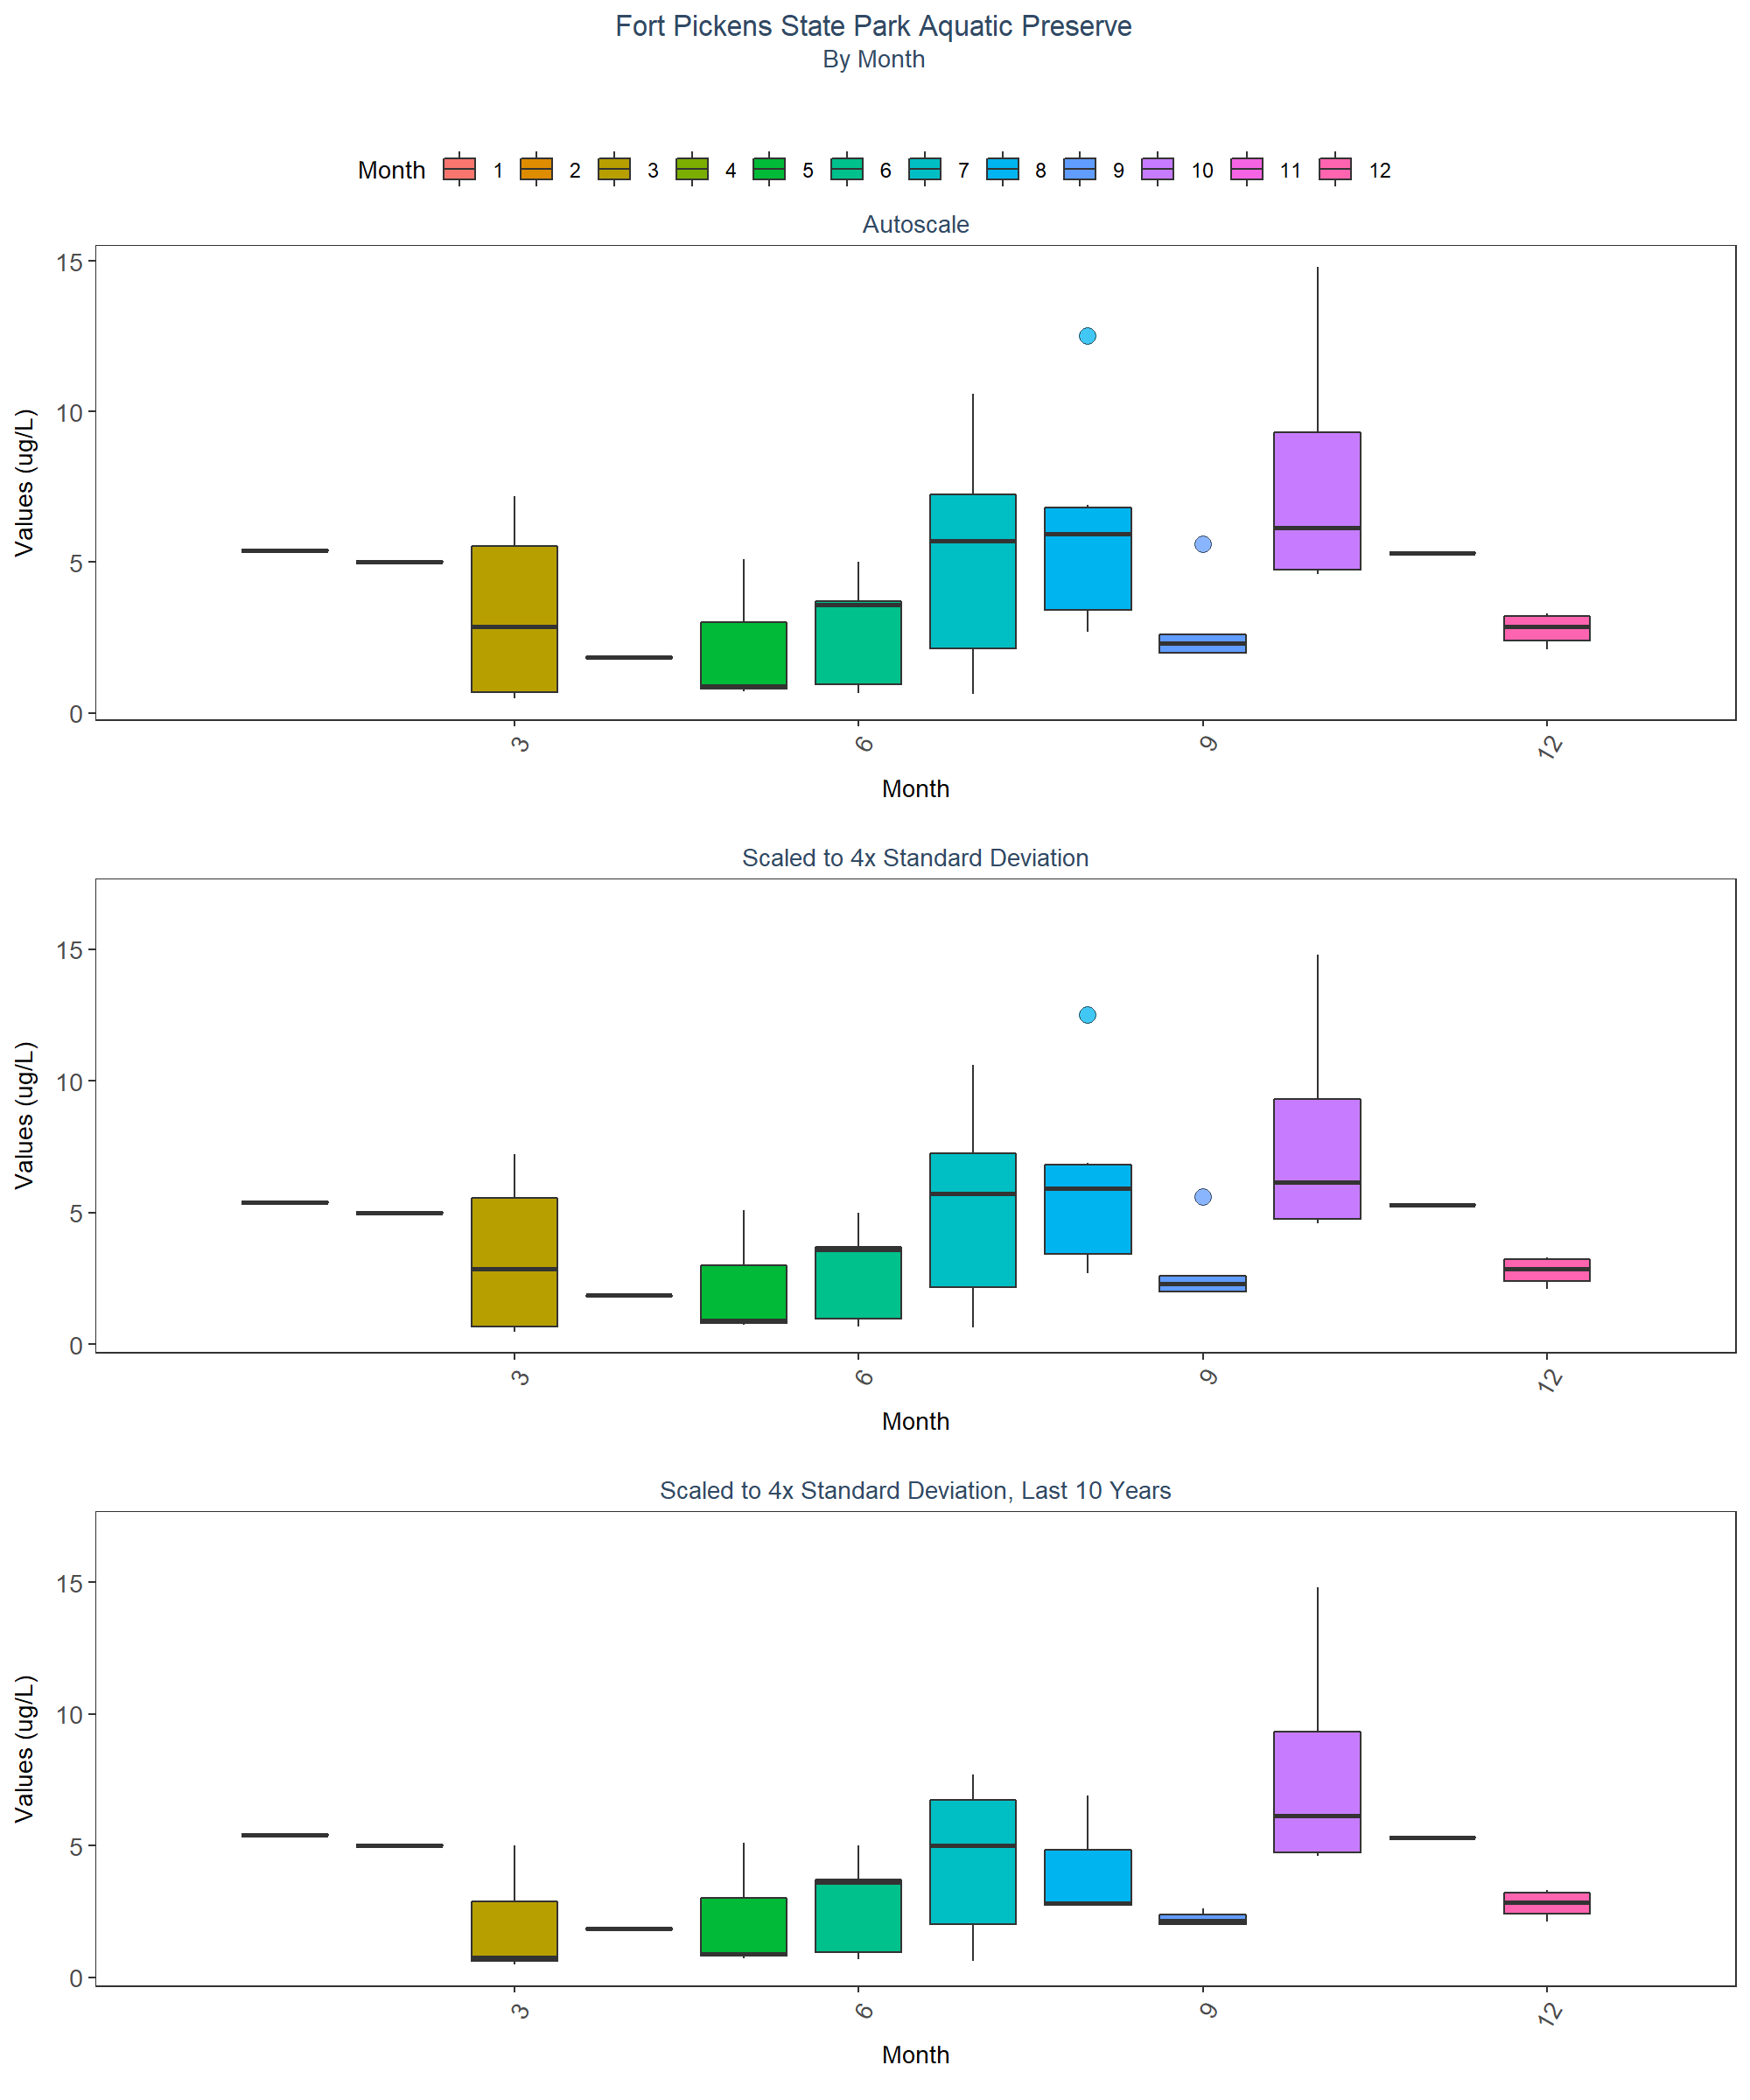 Fort Pickens State Park Aquatic Preserve
By Month
Month 1 2 3 4 5 6 7 8 9 10 11 12
Autoscale
Values (ug/L)
15
10
5
0
3 6 9 12
Month
Scaled to 4x Standard Deviation
Values (ug/L)
15
10
5
0
3 6 9 12
Month
Scaled to 4x Standard Deviation, Last 10 Years
Values (ug/L)
15
10
5
0
3 6 9 12
Month